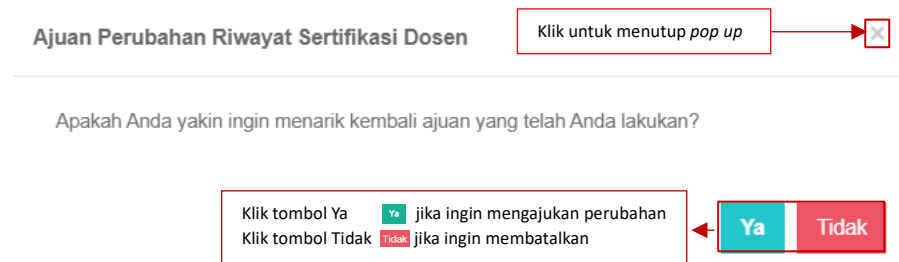 Ajuan Perubahan Riwayat Sertifikasi Dosen
Klik untuk menutup pop up
Apakah Anda yakin ingin menarik kembali ajuan yang telah Anda lakukan?
Klik tombol Ya Ya jika ingin mengajukan perubahan
Klik tombol Tidak Tidak jika ingin membatalkan
Ya Tidak